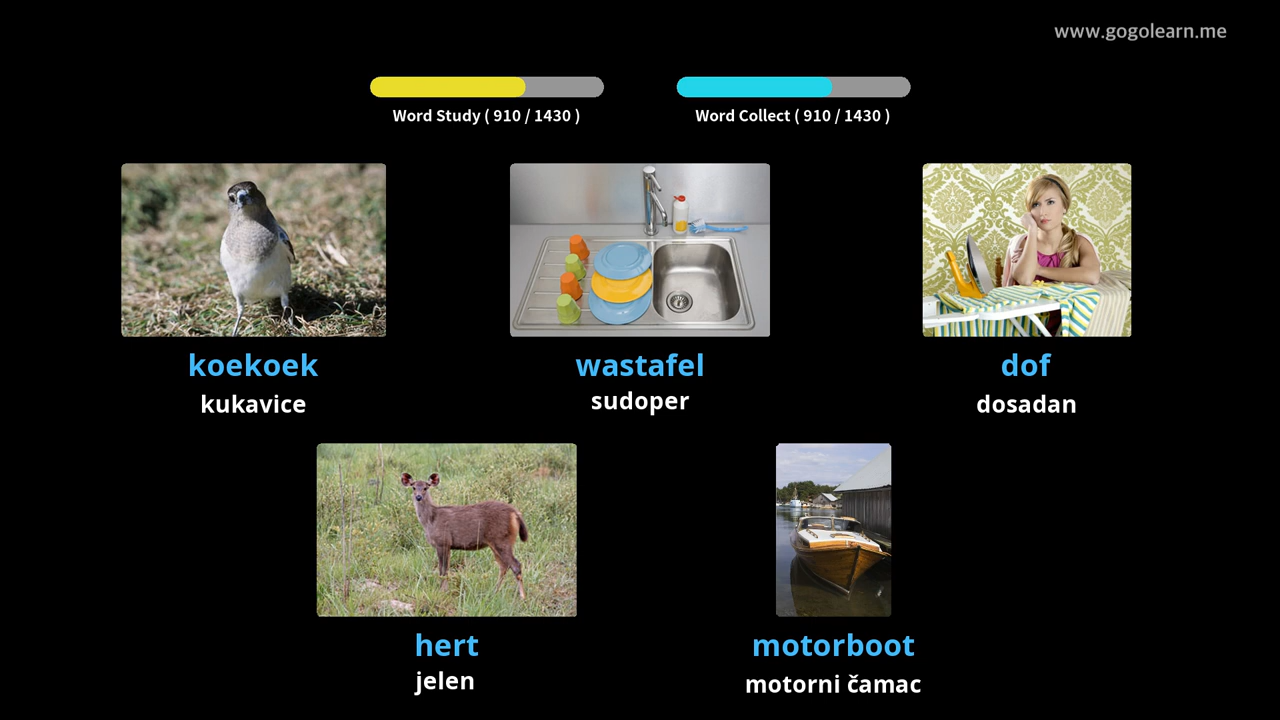 www.gogolearn.me
Word Study ( 910 / 1430 )
Word Collect ( 910 / 1430 )
koekoek
kukavice
wastafel
sudoper
dof
dosadan
hert
jelen
motorboot
motorni čamac